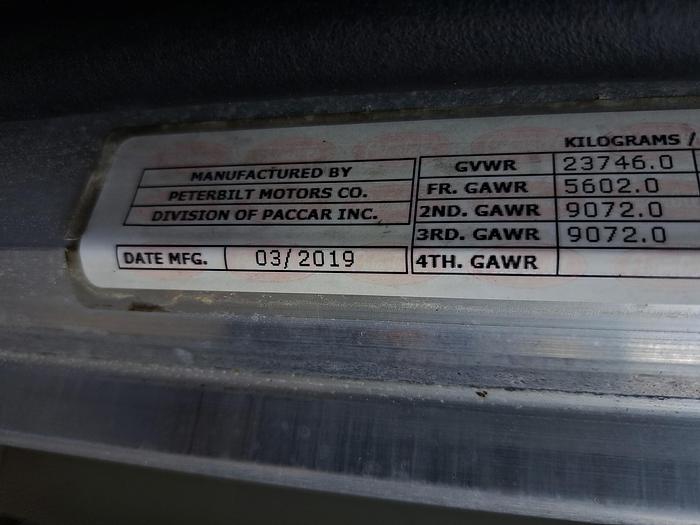 KILOGRAMS /
MANUFACTURED BY
PETERBILT MOTORS CO.
DIVISION OF PACCAR INC.
DATE MFG. 03/2019
GVWR 23746.0
FR. GAWR 5602.0
2ND. GAWR 9072.0
3RD. GAWR 9072.0
4TH. GAWR